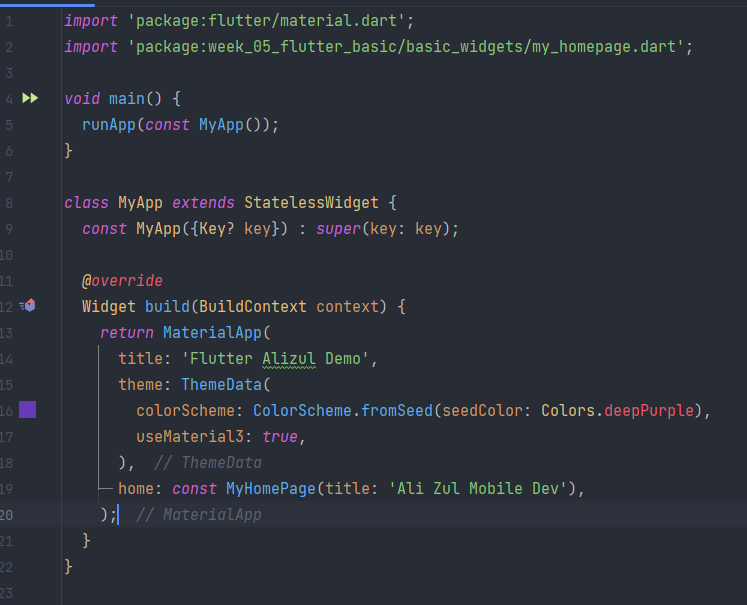 1 import 'package:flutter/material.dart';
2 import 'package:week_05_flutter_basic/basic_widgets/my_homepage.dart';
3
4 void main() {
5   runApp(const MyApp());
6 }
7
8 class MyApp extends StatelessWidget {
9   const MyApp({Key? key}) : super(key: key);
10
11   @override
12   Widget build(BuildContext context) {
13     return MaterialApp(
14       title: 'Flutter Alizul Demo',
15       theme: ThemeData(
16         colorScheme: ColorScheme.fromSeed(seedColor: Colors.deepPurple),
17         useMaterial3: true,
18       ),  // ThemeData
19       home: const MyHomePage(title: 'Ali Zul Mobile Dev'),
20     );  // MaterialApp
21   }
22 }
23